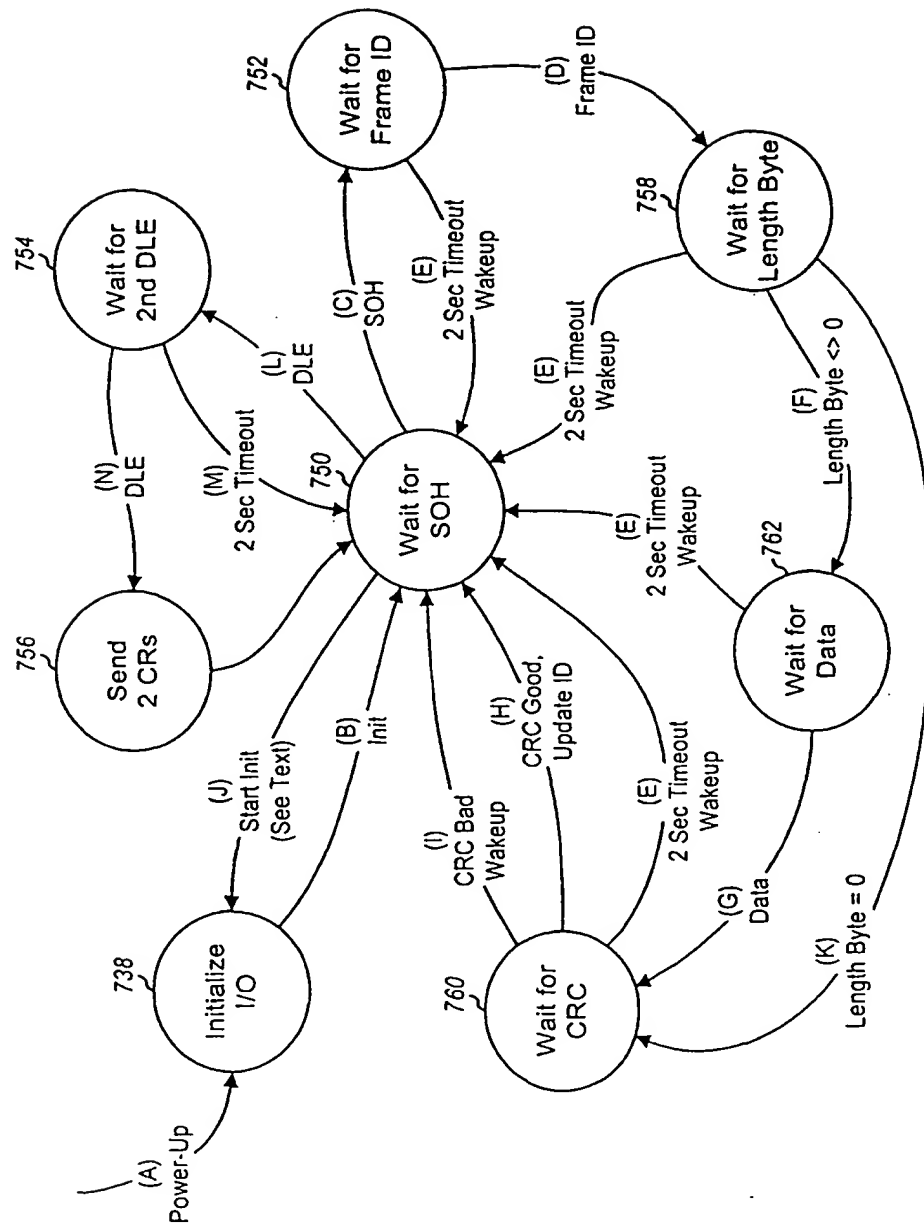 (A)
Power-Up
738
Initialize
I/O
(J)
Start Init
(See Text)
(B)
Init
756
Send
2 CRs
(N)
DLE
(M)
2 Sec Timeout
754
Wait for
2nd DLE
(L)
DLE
750
Wait for
SOH
(C)
SOH
(E)
2 Sec Timeout
Wakeup
752
Wait for
Frame ID
(D)
Frame ID
758
Wait for
Length Byte
(E)
2 Sec Timeout
Wakeup
(F)
Length Byte <> 0
762
Wait for
Data
(E)
2 Sec Timeout
Wakeup
(G)
Data
(K)
Length Byte = 0
760
Wait for
CRC
(I)
CRC Bad
Wakeup
(H)
CRC Good,
Update ID
(E)
2 Sec Timeout
Wakeup